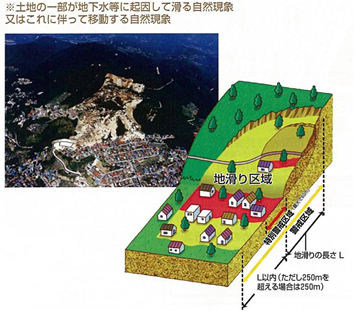 ※土地の一部が地下水等に起因して滑る自然現象
又はこれに伴って移動する自然現象
地滑り区域
特別警戒区域
警戒区域
地滑りの長さ L
L以内（ただし250mを
超える場合は250m）